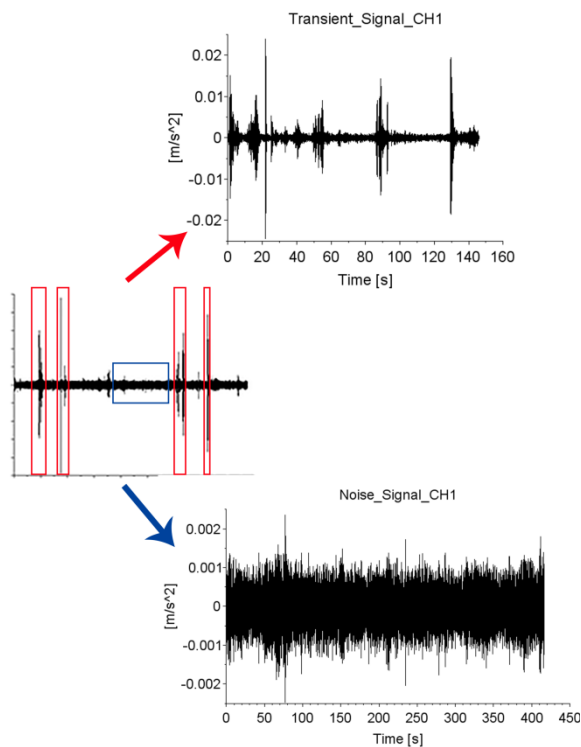 Transient_Signal_CH1
0.02
0.01
0
-0.01
-0.02
[m/s^2]
0 20 40 60 80 100 120 140 160
Time [s]
Noise_Signal_CH1
0.002
0.001
0
-0.001
-0.002
[m/s^2]
0 50 100 150 200 250 300 350 400 450
Time [s]